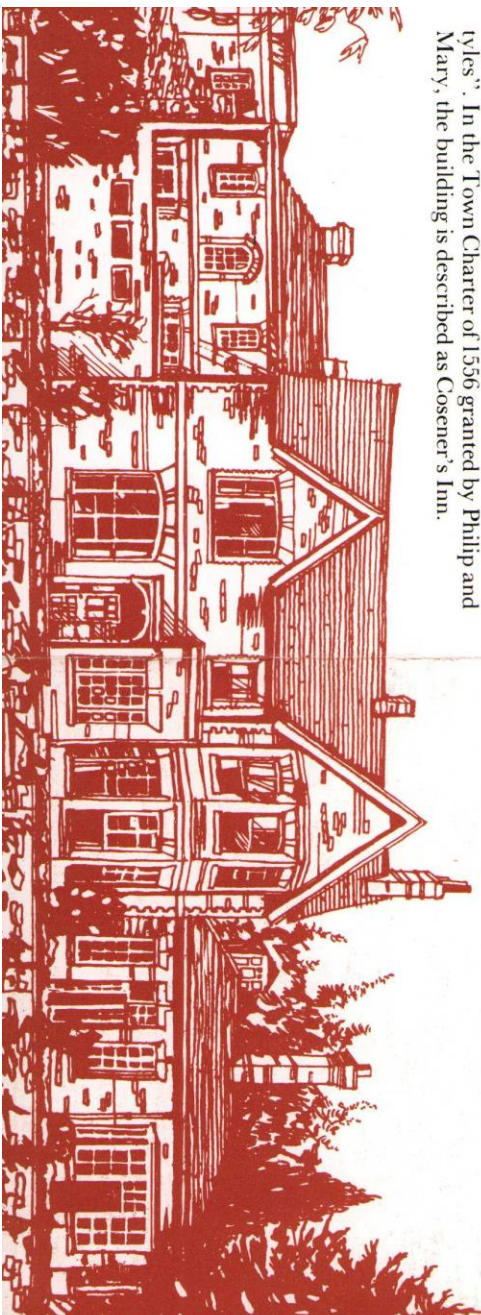 tyles". In the Town Charter of 1556 granted by Philip and
Mary, the building is described as Cosener's Inn.